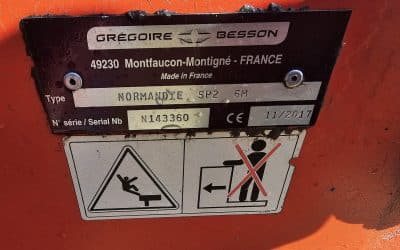 GRÉGOIRE BESSON
49230 Montfaucon-Montigné - FRANCE
Made in France
Type NORMANDIE SP2 6M
N° série / Serial Nb N143360 CE 11/2017